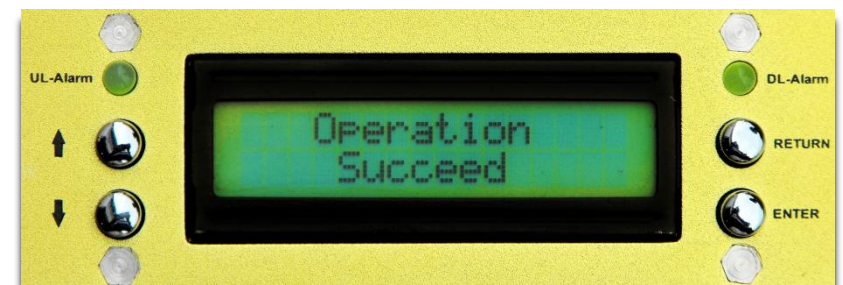 UL-Alarm
DL-Alarm
Operation
Succeed
RETURN
ENTER